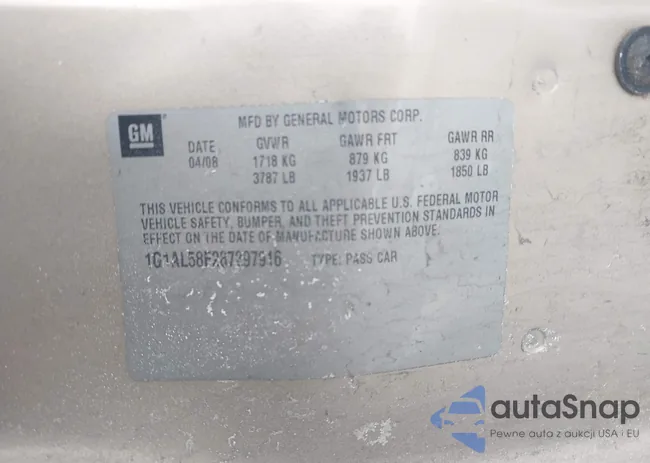 GM
MFD BY GENERAL MOTORS CORP.
DATE GVWR GAWR FRT GAWR RR
04/08 1718 KG 879 KG 839 KG
3787 LB 1937 LB 1850 LB
THIS VEHICLE CONFORMS TO ALL APPLICABLE U.S. FEDERAL MOTOR
VEHICLE SAFETY, BUMPER, AND THEFT PREVENTION STANDARDS IN
EFFECT ON THE DATE OF MANUFACTURE SHOWN ABOVE.
1G1AL58F287297916 TYPE: PASS CAR
autaSnap
Pewne auta z aukcji USA i EU